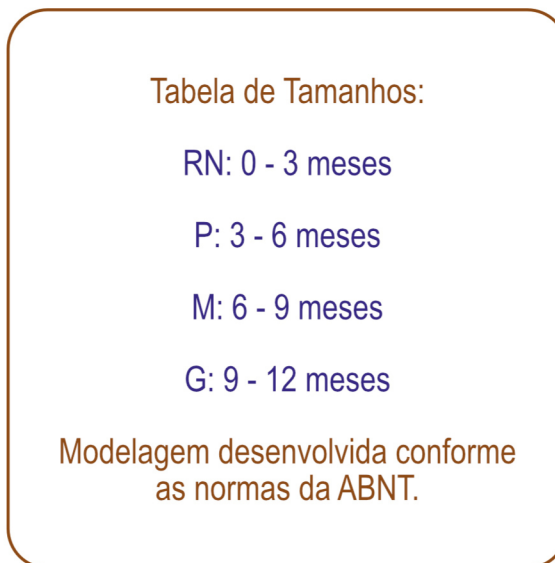 Tabela de Tamanhos:
RN: 0 - 3 meses
P: 3 - 6 meses
M: 6 - 9 meses
G: 9 - 12 meses
Modelagem desenvolvida conforme
as normas da ABNT.